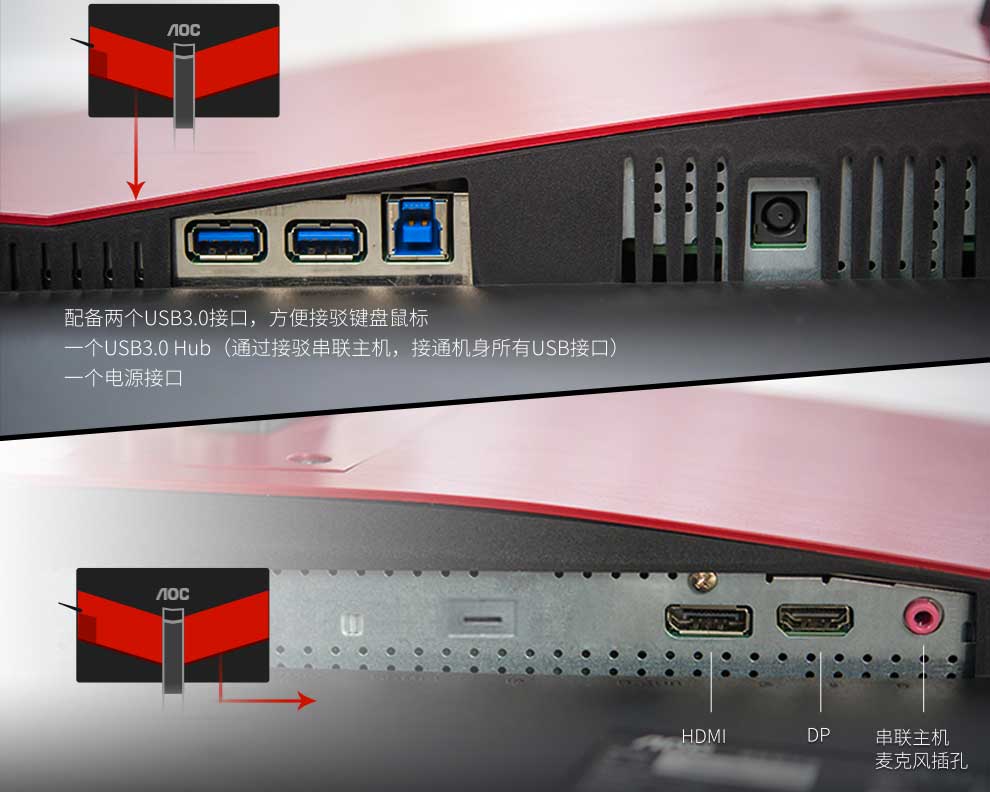 AOC
配备两个USB3.0接口，方便接驳键盘鼠标
一个USB3.0 Hub（通过接驳串联主机，接通机身所有USB接口）
一个电源接口
AOC
HDMI
DP
串联主机
麦克风插孔